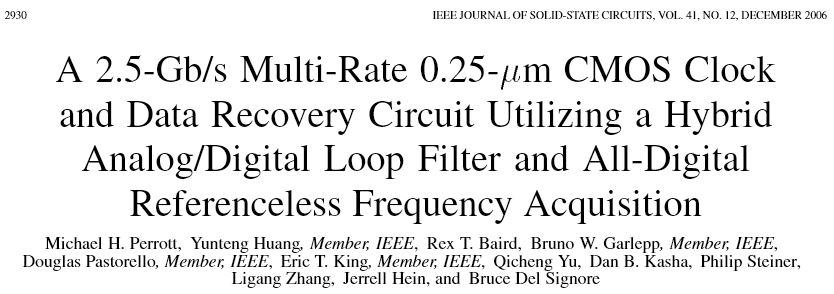 2930 IEEE JOURNAL OF SOLID-STATE CIRCUITS, VOL. 41, NO. 12, DECEMBER 2006
A 2.5-Gb/s Multi-Rate 0.25-μm CMOS Clock
and Data Recovery Circuit Utilizing a Hybrid
Analog/Digital Loop Filter and All-Digital
Referenceless Frequency Acquisition
Michael H. Perrott, Yunteng Huang, Member, IEEE, Rex T. Baird, Bruno W. Garlepp, Member, IEEE,
Douglas Pastorello, Member, IEEE, Eric T. King, Member, IEEE, Qicheng Yu, Dan B. Kasha, Philip Steiner,
Ligang Zhang, Jerrell Hein, and Bruce Del Signore